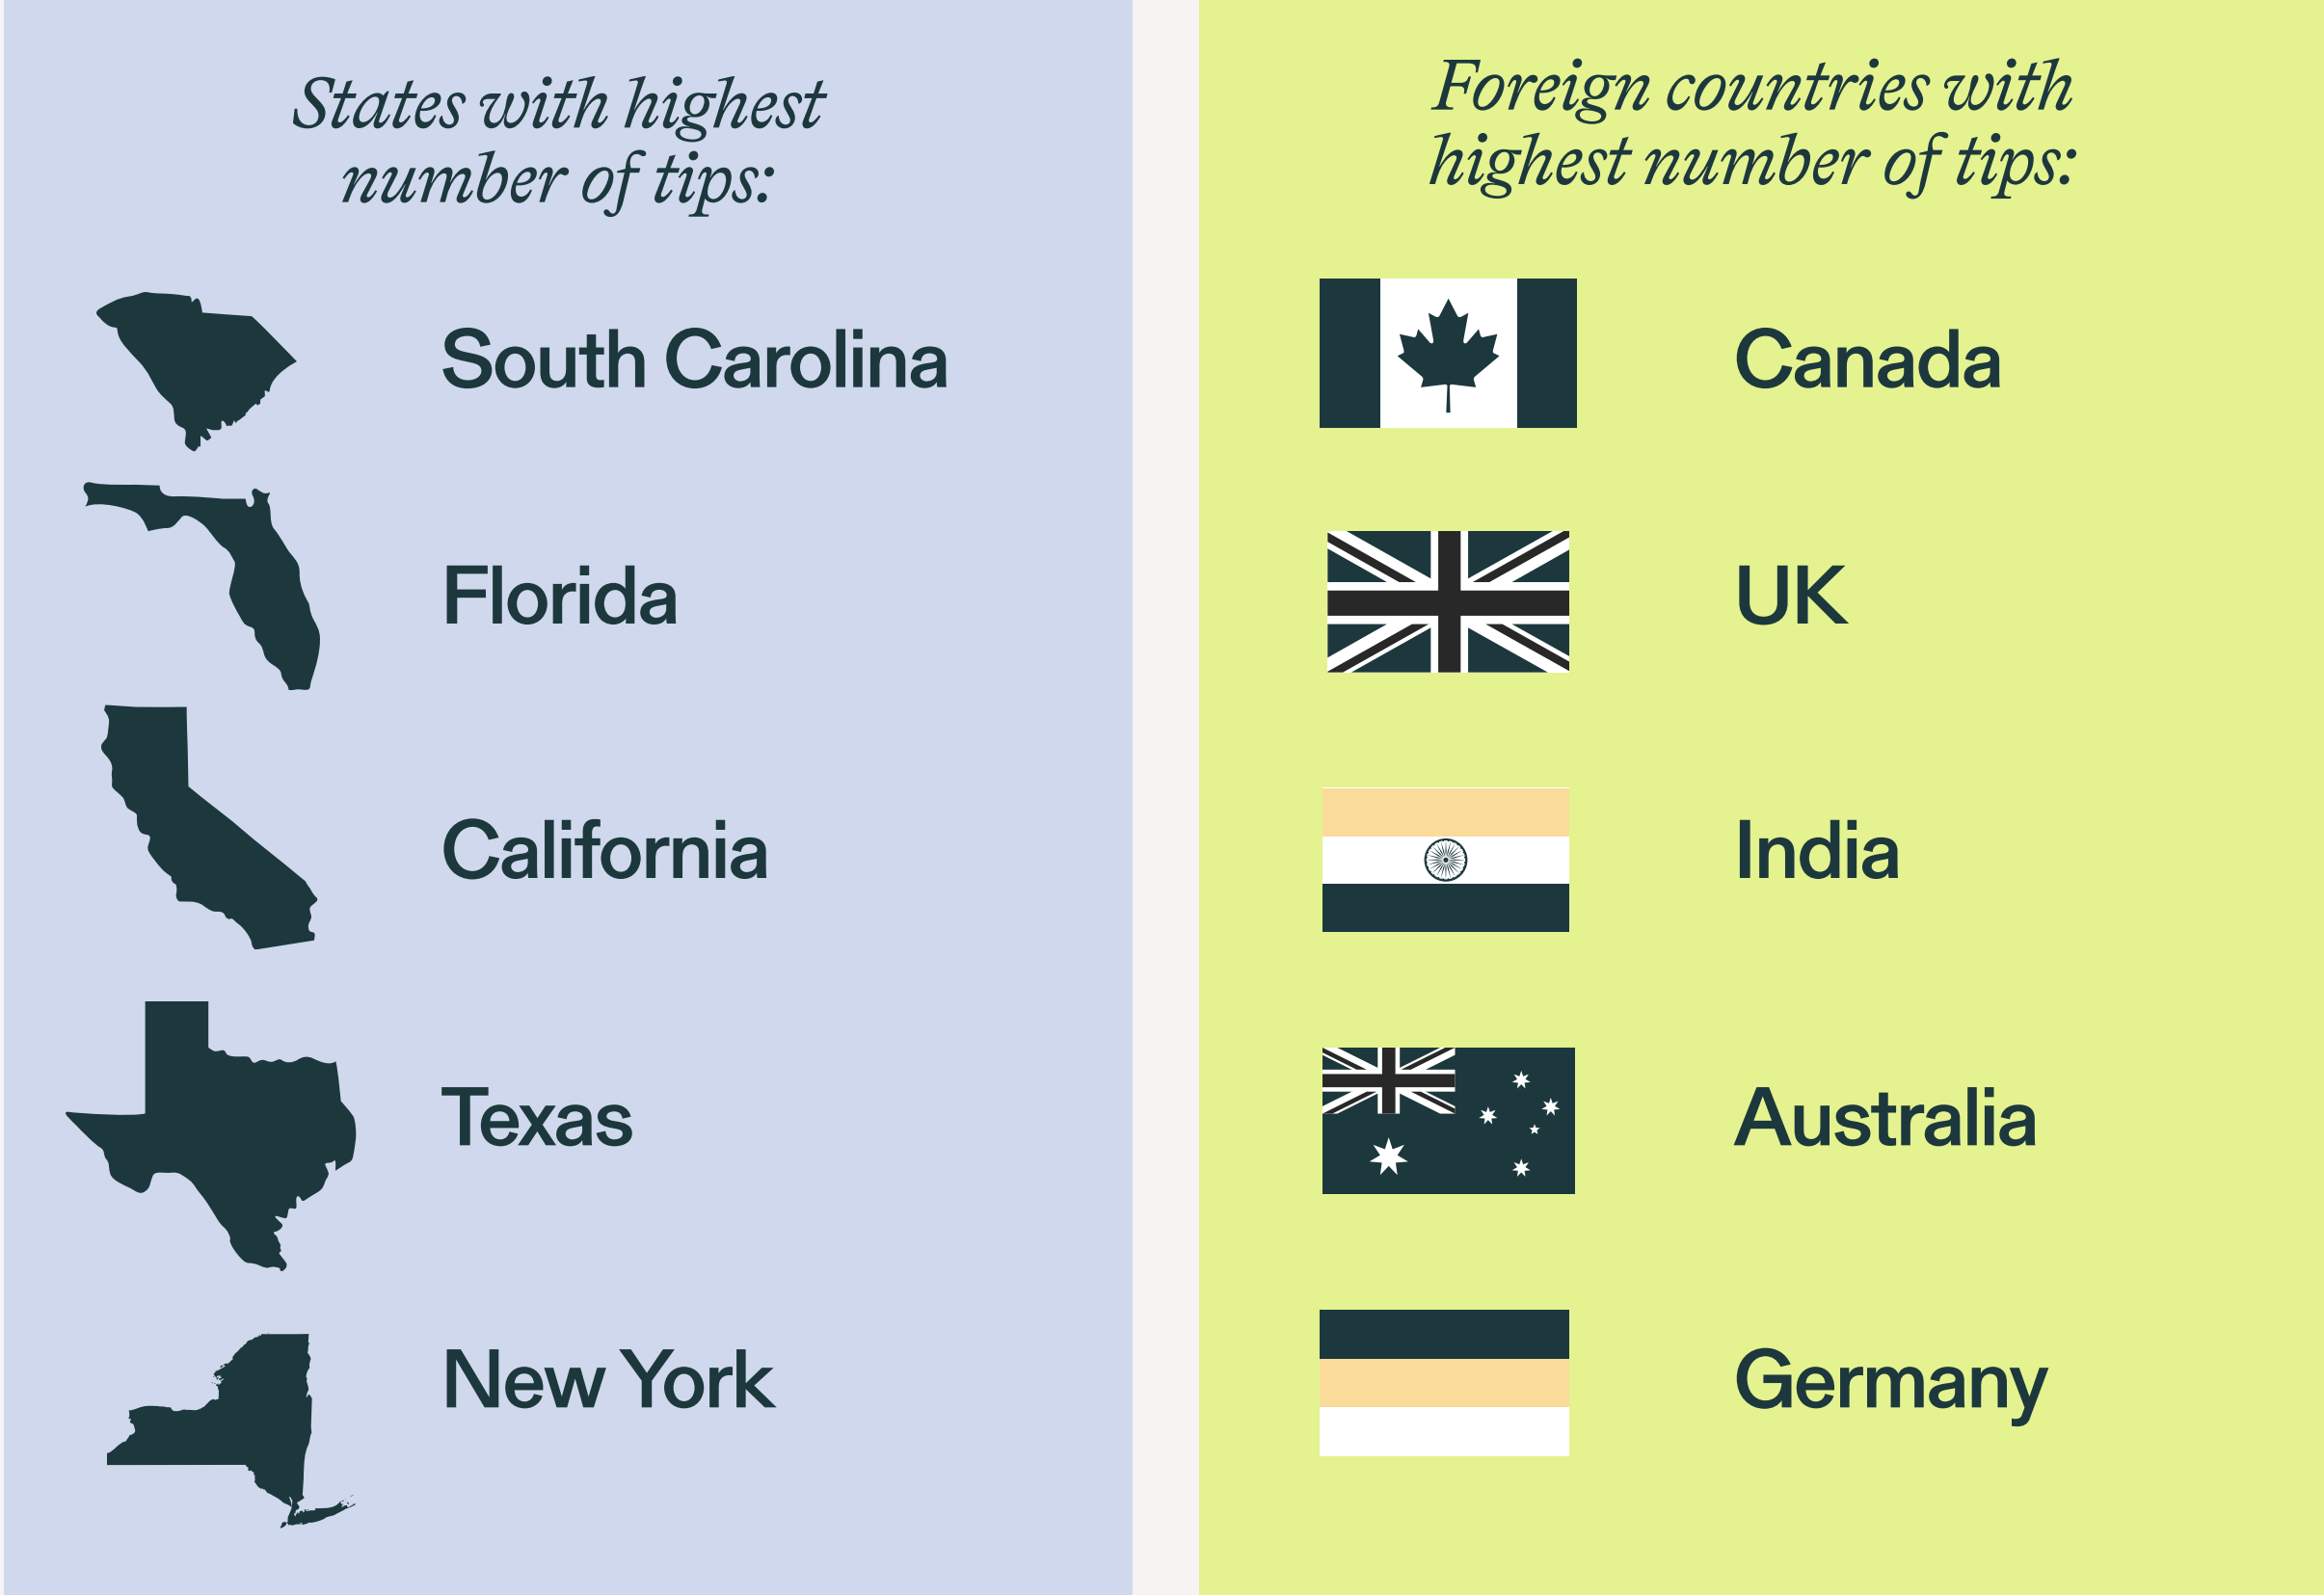 States with highest
number of tips:
South Carolina
Florida
California
Texas
New York
Foreign countries with
highest number of tips:
Canada
UK
India
Australia
Germany